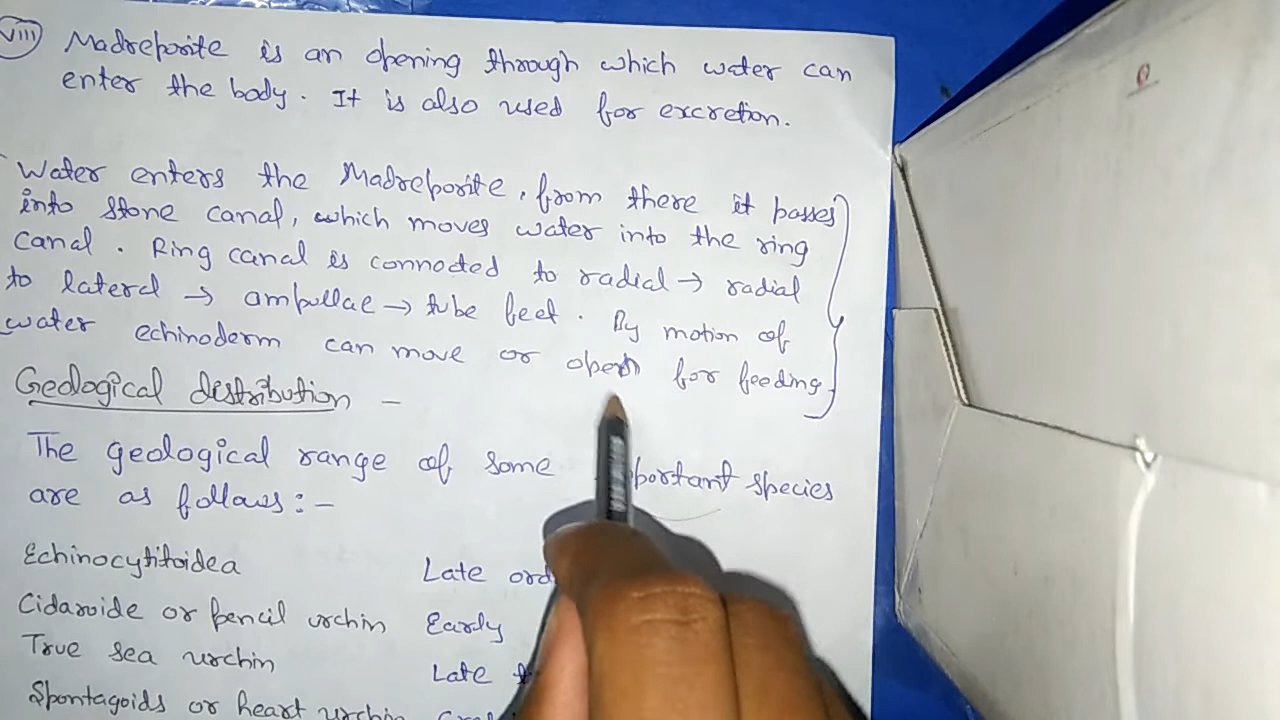 VIII Madreporite is an opening through which water can
enter the body. It is also used for excretion.
Water enters the Madreporite, from there it passes
into stone canal, which moves water into the ring
canal. Ring canal is connected to radial → radial
to lateral → ampullae → tube feet. By motion of
water echinoderm can move or open for feeding
Geological distribution -
The geological range of some portant species
are as follows:-
Echinocytitoidea Late ord
Cidaroide or pencil urchin Early
True sea urchin Late
Spontagoids or heart urchin